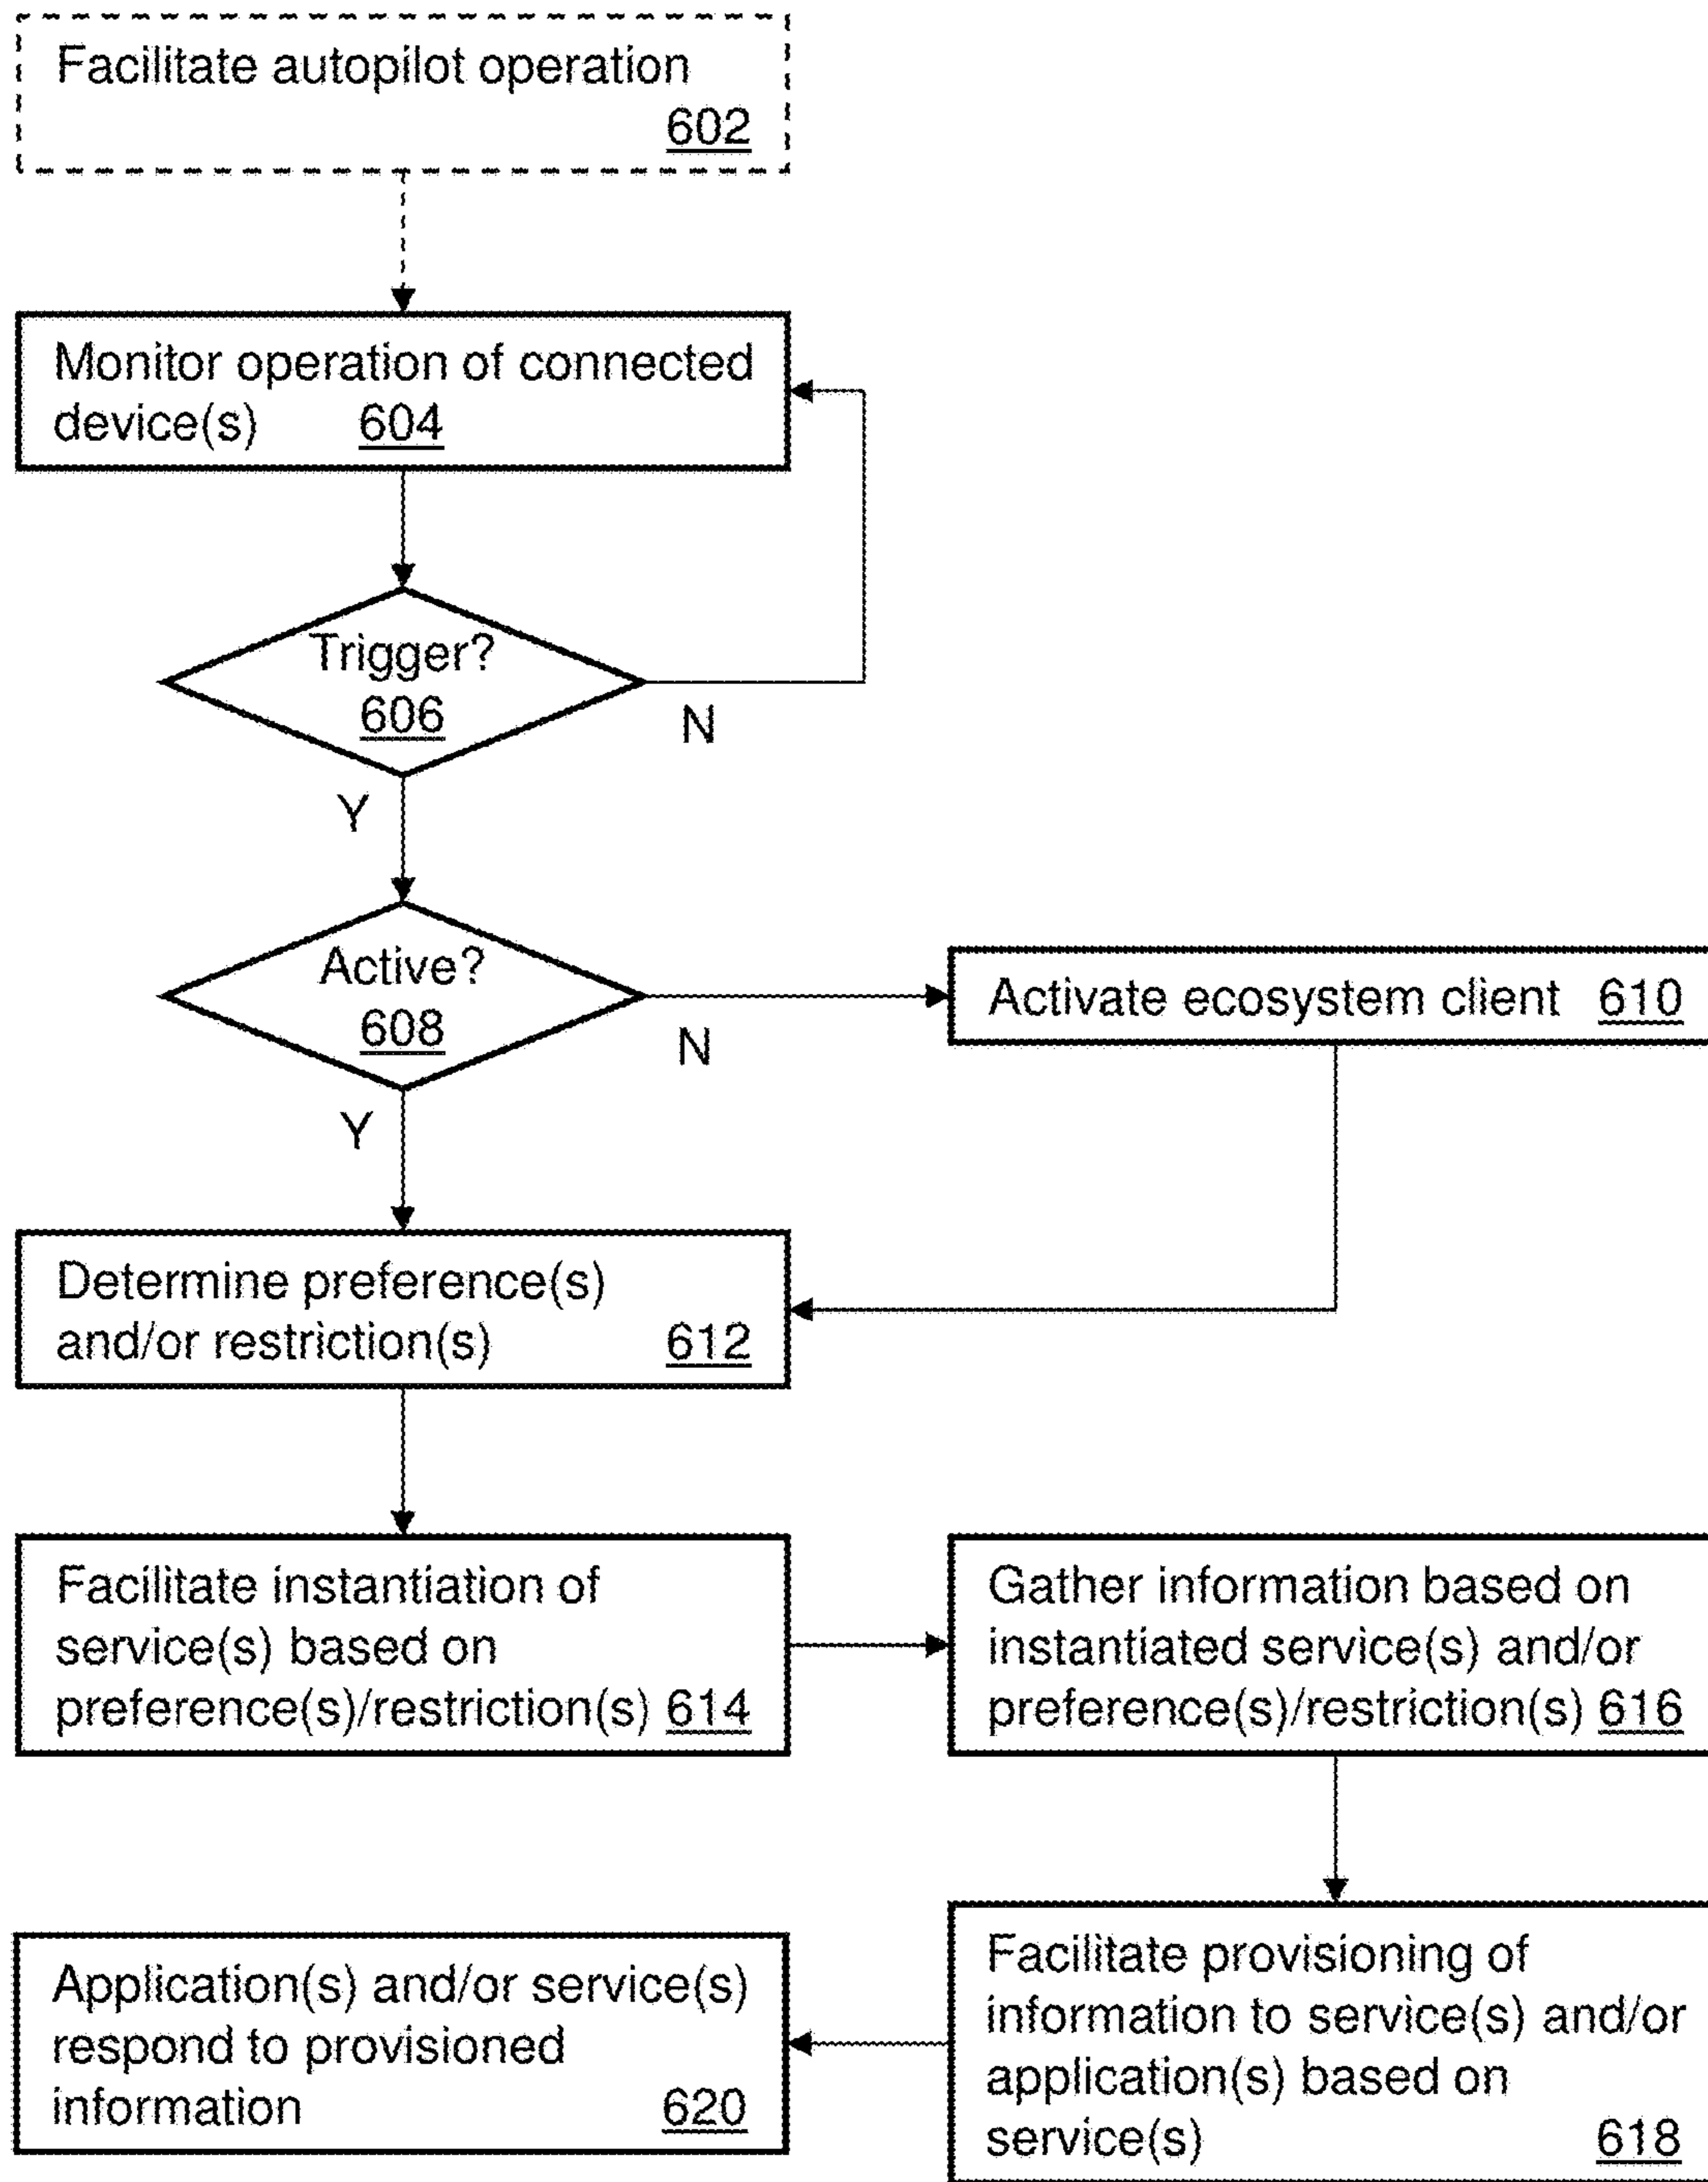 Facilitate autopilot operation
602
Monitor operation of connected
device(s) 604
Trigger?
606
N
Y
Active?
608
N
Y
Activate ecosystem client 610
Determine preference(s)
and/or restriction(s) 612
Facilitate instantiation of
service(s) based on
preference(s)/restriction(s) 614
Gather information based on
instantiated service(s) and/or
preference(s)/restriction(s) 616
Facilitate provisioning of
information to service(s) and/or
application(s) based on
service(s) 618
Application(s) and/or service(s)
respond to provisioned
information 620